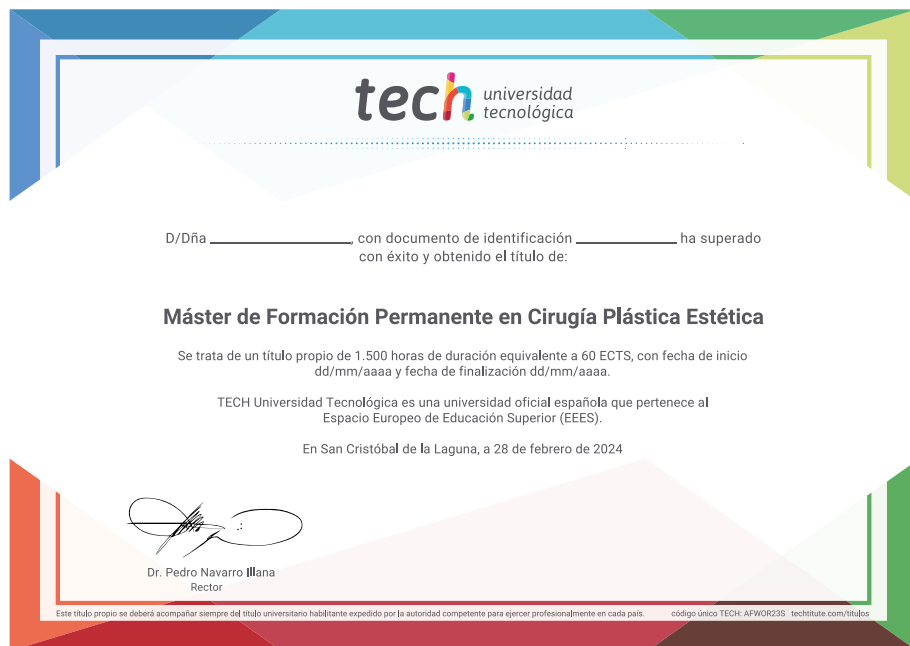 tech universidad
tecnológica
D/Dña ________________, con documento de identificación ____________ ha superado
con éxito y obtenido el título de:
Máster de Formación Permanente en Cirugía Plástica Estética
Se trata de un título propio de 1.500 horas de duración equivalente a 60 ECTS, con fecha de inicio
dd/mm/aaaa y fecha de finalización dd/mm/aaaa.
TECH Universidad Tecnológica es una universidad oficial española que pertenece al
Espacio Europeo de Educación Superior (EEES).
En San Cristóbal de la Laguna, a 28 de febrero de 2024
Dr. Pedro Navarro Illana
Rector
Este título propio se deberá acompañar siempre del título universitario habilitante expedido por la autoridad competente para ejercer profesionalmente en cada país. código único TECH: AFWOR23S techtitute.com/titulos